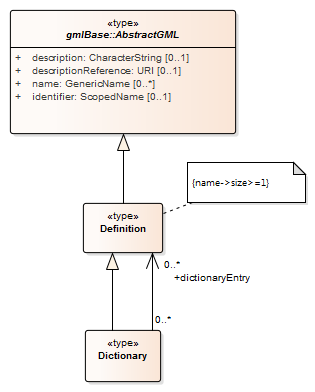 «type»
gmlBase::AbstractGML
+ description: CharacterString [0..1]
+ descriptionReference: URI [0..1]
+ name: GenericName [0..*]
+ identifier: ScopedName [0..1]
{name->size>=1}
«type»
Definition
0..*
+dictionaryEntry
0..*
«type»
Dictionary